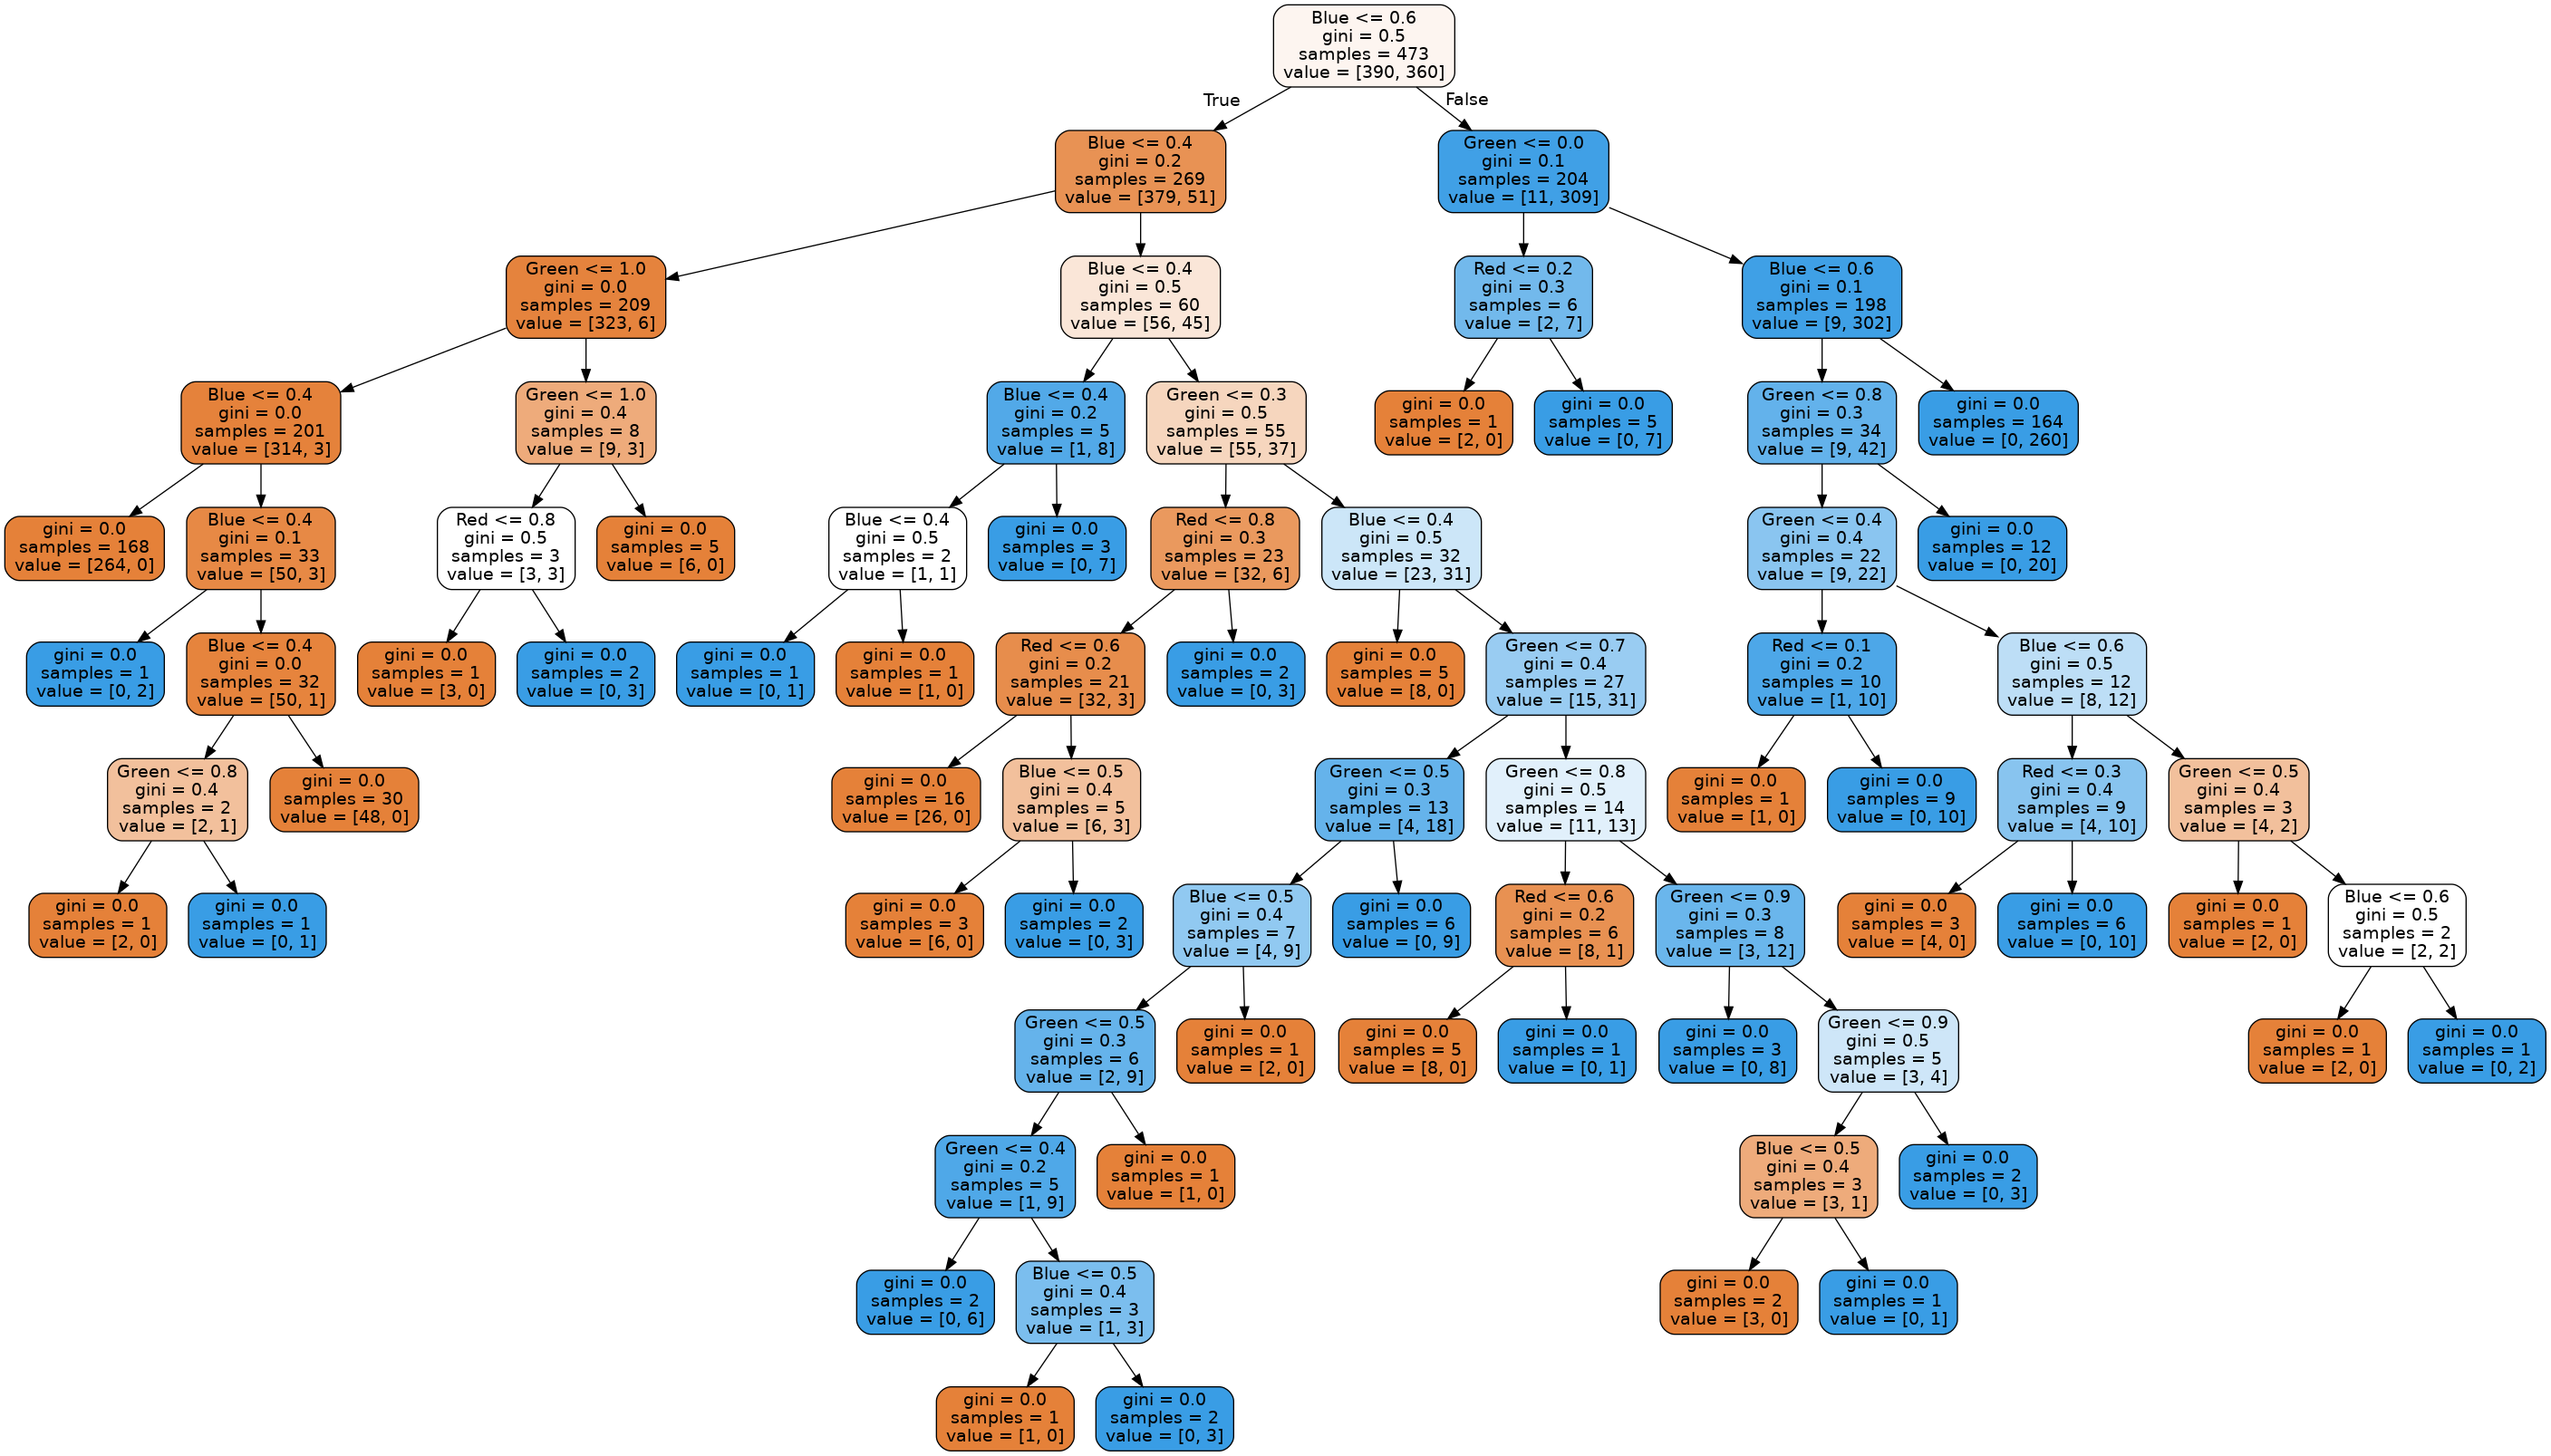 Blue <= 0.6
gini = 0.5
samples = 473
value = [390, 360]
True
False
Blue <= 0.4
gini = 0.2
samples = 269
value = [379, 51]
Green <= 0.0
gini = 0.1
samples = 204
value = [11, 309]
Green <= 1.0
gini = 0.0
samples = 209
value = [323, 6]
Blue <= 0.4
gini = 0.5
samples = 60
value = [56, 45]
Red <= 0.2
gini = 0.3
samples = 6
value = [2, 7]
Blue <= 0.6
gini = 0.1
samples = 198
value = [9, 302]
Blue <= 0.4
gini = 0.0
samples = 201
value = [314, 3]
Green <= 1.0
gini = 0.4
samples = 8
value = [9, 3]
Blue <= 0.4
gini = 0.2
samples = 5
value = [1, 8]
Green <= 0.3
gini = 0.5
samples = 55
value = [55, 37]
gini = 0.0
samples = 1
value = [2, 0]
gini = 0.0
samples = 5
value = [0, 7]
Green <= 0.8
gini = 0.3
samples = 34
value = [9, 42]
gini = 0.0
samples = 164
value = [0, 260]
gini = 0.0
samples = 168
value = [264, 0]
Blue <= 0.4
gini = 0.1
samples = 33
value = [50, 3]
Red <= 0.8
gini = 0.5
samples = 3
value = [3, 3]
gini = 0.0
samples = 5
value = [6, 0]
Blue <= 0.4
gini = 0.5
samples = 2
value = [1, 1]
gini = 0.0
samples = 3
value = [0, 7]
Red <= 0.8
gini = 0.3
samples = 23
value = [32, 6]
Blue <= 0.4
gini = 0.5
samples = 32
value = [23, 31]
Green <= 0.4
gini = 0.4
samples = 22
value = [9, 22]
gini = 0.0
samples = 12
value = [0, 20]
gini = 0.0
samples = 1
value = [0, 2]
Blue <= 0.4
gini = 0.0
samples = 32
value = [50, 1]
gini = 0.0
samples = 1
value = [3, 0]
gini = 0.0
samples = 2
value = [0, 3]
gini = 0.0
samples = 1
value = [0, 1]
gini = 0.0
samples = 1
value = [1, 0]
Red <= 0.6
gini = 0.2
samples = 21
value = [32, 3]
gini = 0.0
samples = 2
value = [0, 3]
gini = 0.0
samples = 5
value = [8, 0]
Green <= 0.7
gini = 0.4
samples = 27
value = [15, 31]
Red <= 0.1
gini = 0.2
samples = 10
value = [1, 10]
Blue <= 0.6
gini = 0.5
samples = 12
value = [8, 12]
Green <= 0.8
gini = 0.4
samples = 2
value = [2, 1]
gini = 0.0
samples = 30
value = [48, 0]
gini = 0.0
samples = 16
value = [26, 0]
Blue <= 0.5
gini = 0.4
samples = 5
value = [6, 3]
Green <= 0.5
gini = 0.3
samples = 13
value = [4, 18]
Green <= 0.8
gini = 0.5
samples = 14
value = [11, 13]
gini = 0.0
samples = 1
value = [1, 0]
gini = 0.0
samples = 9
value = [0, 10]
Red <= 0.3
gini = 0.4
samples = 9
value = [4, 10]
Green <= 0.5
gini = 0.4
samples = 3
value = [4, 2]
gini = 0.0
samples = 1
value = [2, 0]
gini = 0.0
samples = 1
value = [0, 1]
gini = 0.0
samples = 3
value = [6, 0]
gini = 0.0
samples = 2
value = [0, 3]
Blue <= 0.5
gini = 0.4
samples = 7
value = [4, 9]
gini = 0.0
samples = 6
value = [0, 9]
Red <= 0.6
gini = 0.2
samples = 6
value = [8, 1]
Green <= 0.9
gini = 0.3
samples = 8
value = [3, 12]
gini = 0.0
samples = 3
value = [4, 0]
gini = 0.0
samples = 6
value = [0, 10]
gini = 0.0
samples = 1
value = [2, 0]
Blue <= 0.6
gini = 0.5
samples = 2
value = [2, 2]
Green <= 0.5
gini = 0.3
samples = 6
value = [2, 9]
gini = 0.0
samples = 1
value = [2, 0]
gini = 0.0
samples = 5
value = [8, 0]
gini = 0.0
samples = 1
value = [0, 1]
gini = 0.0
samples = 3
value = [0, 8]
Green <= 0.9
gini = 0.5
samples = 5
value = [3, 4]
gini = 0.0
samples = 1
value = [2, 0]
gini = 0.0
samples = 1
value = [0, 2]
Green <= 0.4
gini = 0.2
samples = 5
value = [1, 9]
gini = 0.0
samples = 1
value = [1, 0]
Blue <= 0.5
gini = 0.4
samples = 3
value = [3, 1]
gini = 0.0
samples = 2
value = [0, 3]
gini = 0.0
samples = 2
value = [0, 6]
Blue <= 0.5
gini = 0.4
samples = 3
value = [1, 3]
gini = 0.0
samples = 2
value = [3, 0]
gini = 0.0
samples = 1
value = [0, 1]
gini = 0.0
samples = 1
value = [1, 0]
gini = 0.0
samples = 2
value = [0, 3]